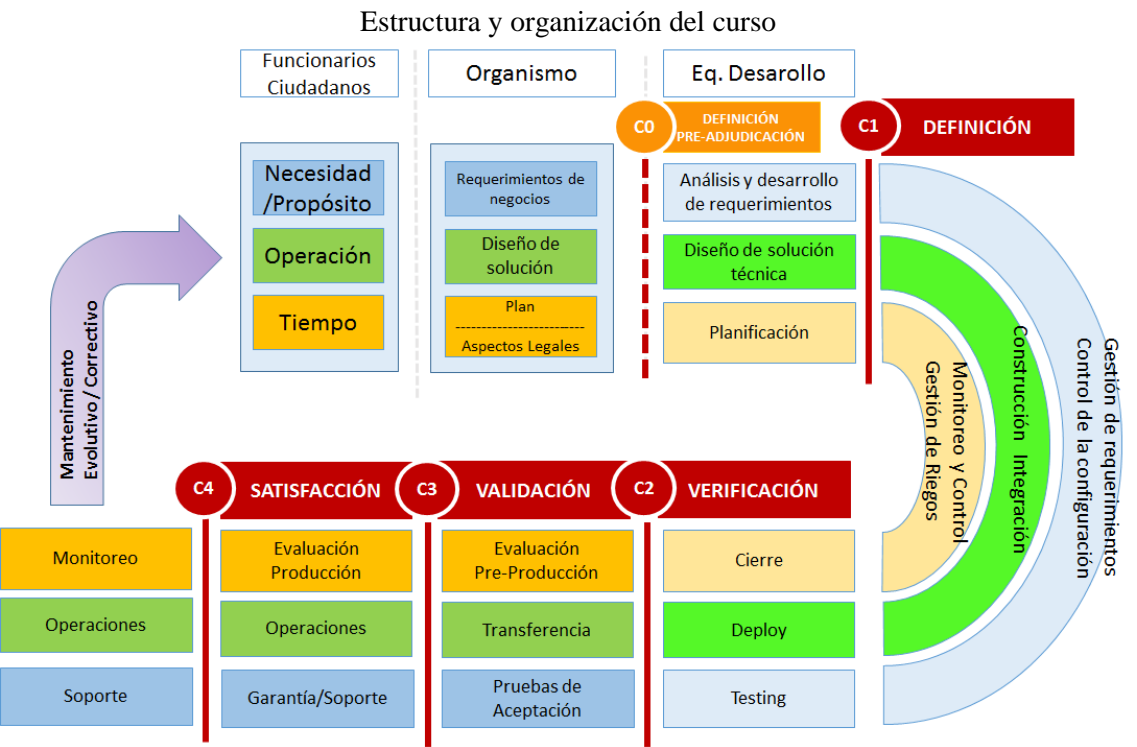 Estructura y organización del curso
Funcionarios
Ciudadanos
Organismo
Eq. Desarollo
C0
DEFINICIÓN
PRE-ADJUDICACIÓN
C1
DEFINICIÓN
Necesidad
/Propósito
Operación
Tiempo
Requerimientos de
negocios
Diseño de
solución
Plan
-------------------------
Aspectos Legales
Análisis y desarrollo
de requerimientos
Diseño de solución
técnica
Planificación
Gestión de requerimientos
Control de la configuración
Construcción Integración
Monitoreo y Control
Gestión de Riegos
Mantenimiento
Evolutivo / Correctivo
C4
SATISFACCIÓN
C3
VALIDACIÓN
C2
VERIFICACIÓN
Monitoreo
Evaluación
Producción
Evaluación
Pre-Producción
Cierre
Operaciones
Operaciones
Transferencia
Deploy
Soporte
Garantía/Soporte
Pruebas de
Aceptación
Testing